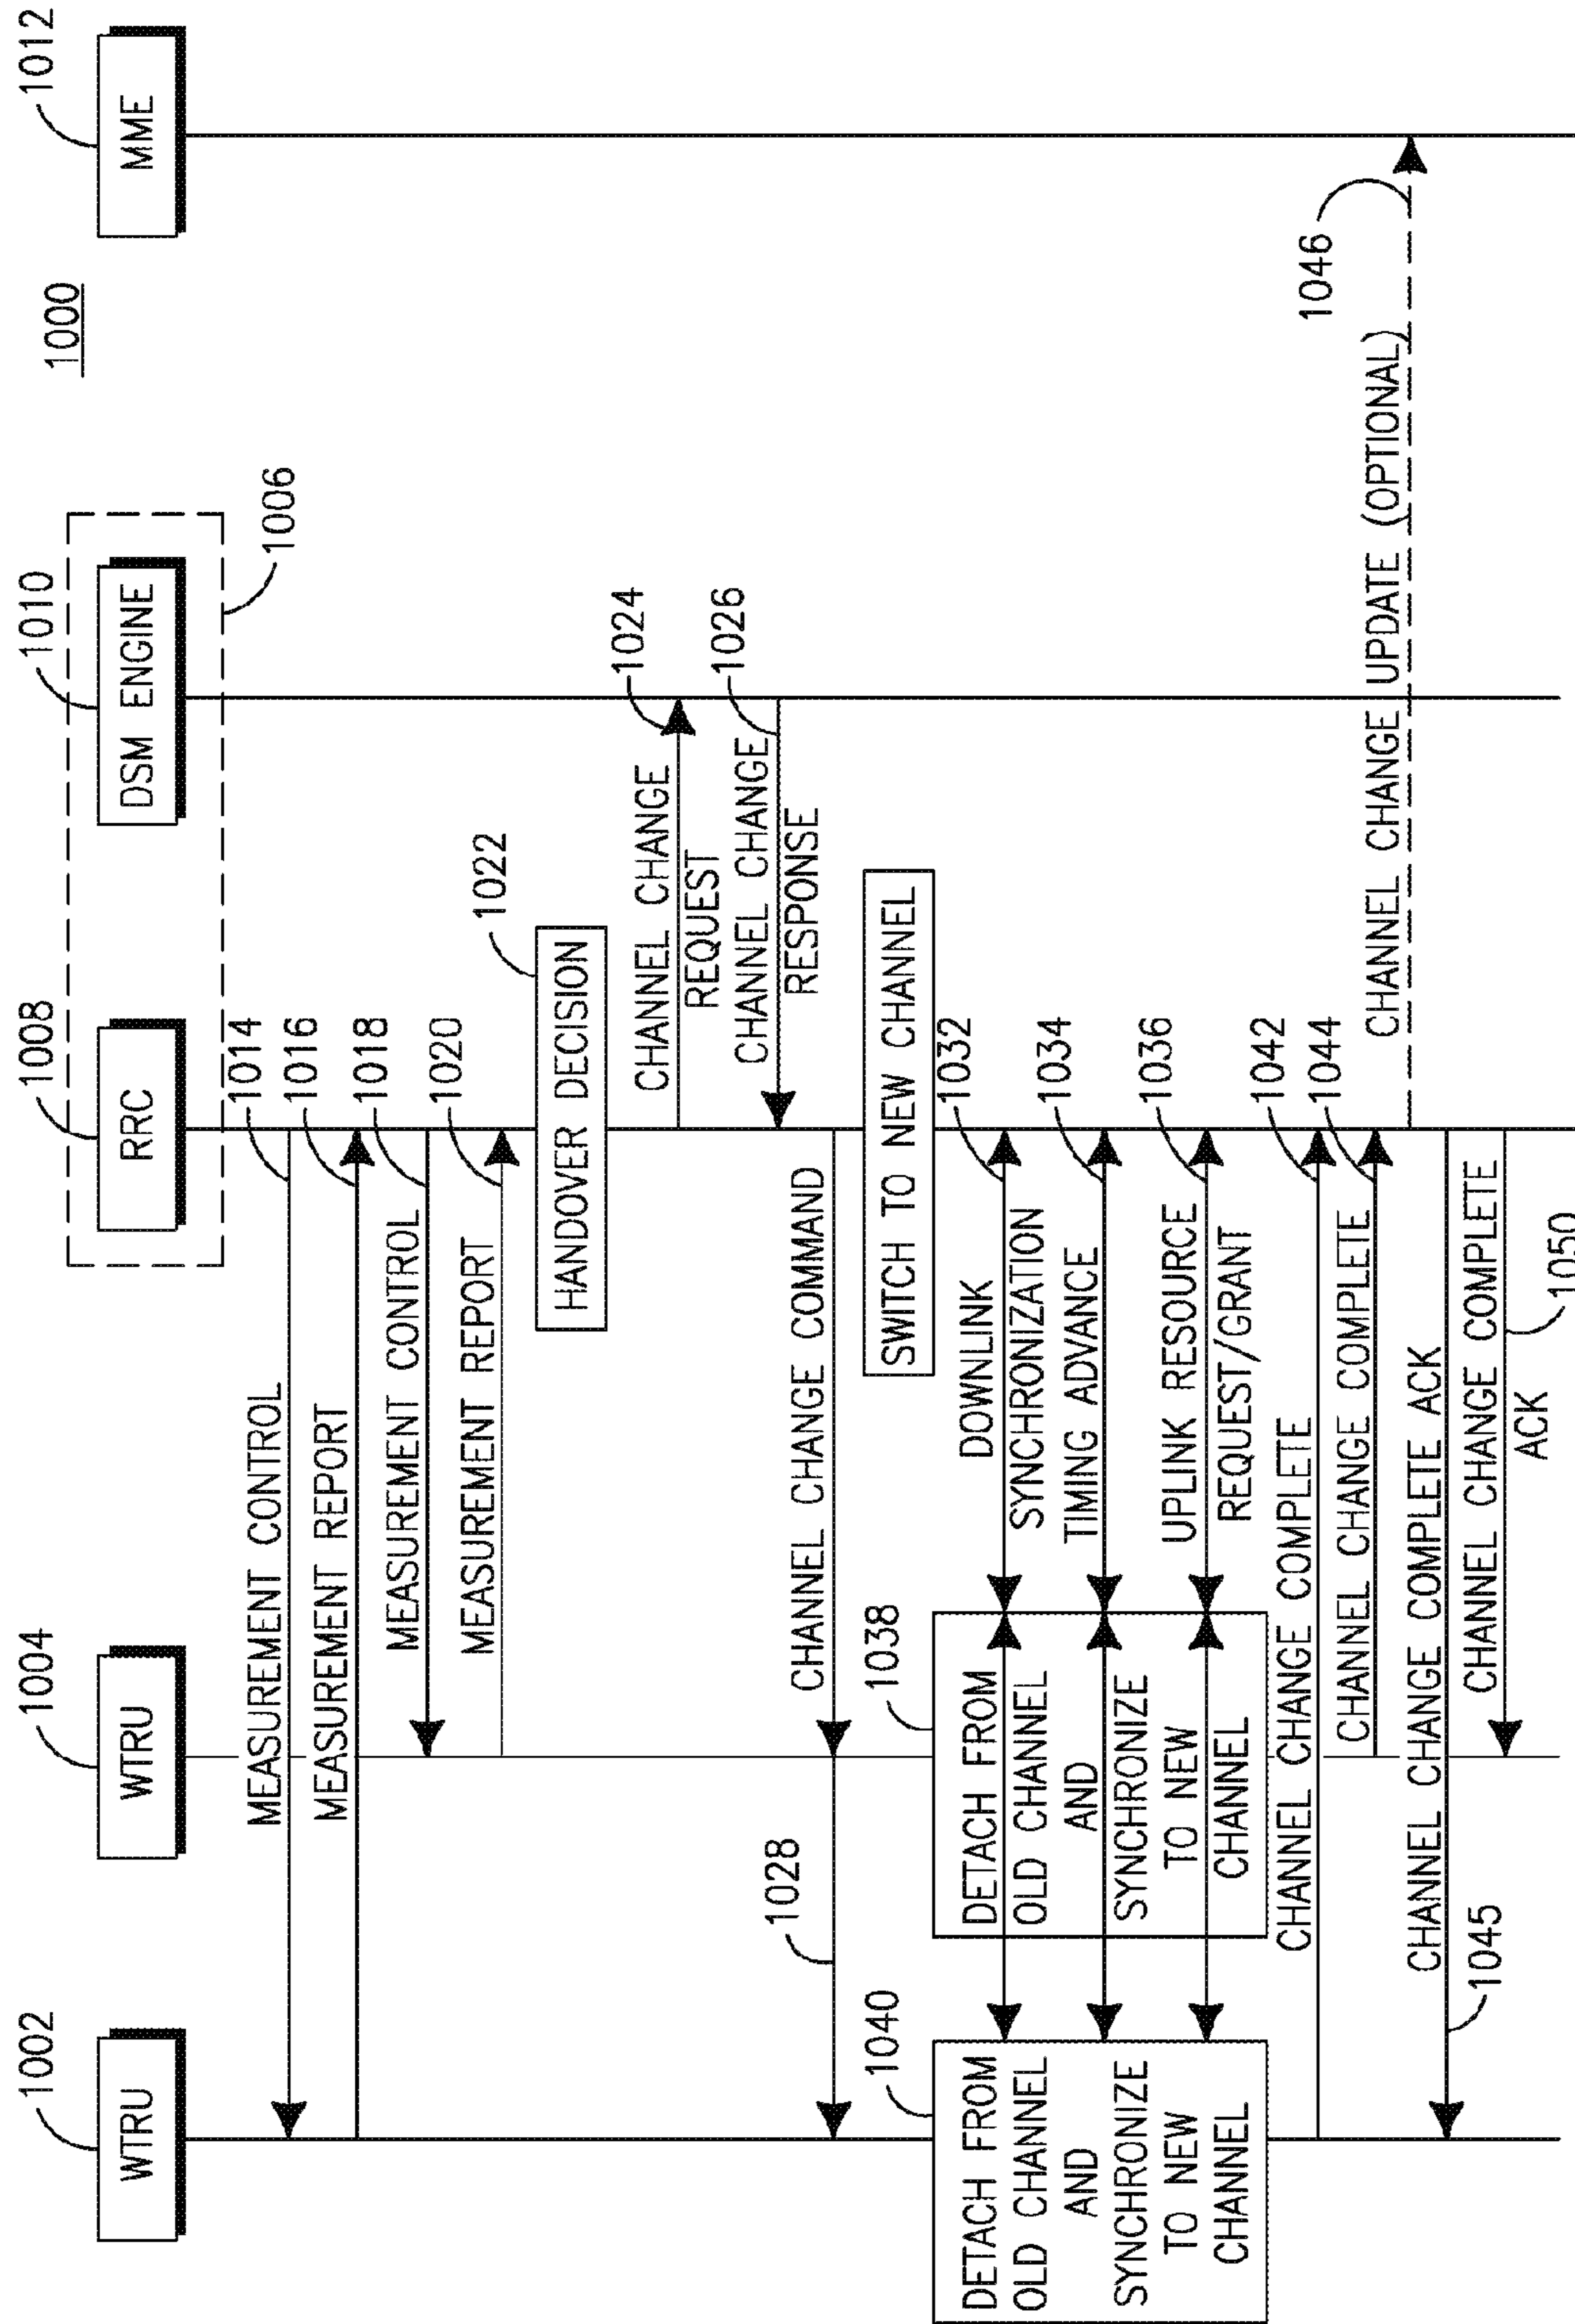 1000
1002
WTRU
1004
WTRU
1008
RRC
1010
DSM ENGINE
1006
1012
MME
MEASUREMENT CONTROL
1014
MEASUREMENT REPORT
1016
MEASUREMENT CONTROL
1018
MEASUREMENT REPORT
1020
HANDOVER DECISION
1022
CHANNEL CHANGE
REQUEST
1024
CHANNEL CHANGE
RESPONSE
1026
CHANNEL CHANGE COMMAND
1028
SWITCH TO NEW CHANNEL
1040
DETACH FROM
OLD CHANNEL
AND
SYNCHRONIZE
TO NEW
CHANNEL
1038
DETACH FROM
OLD CHANNEL
AND
SYNCHRONIZE
TO NEW
CHANNEL
DOWNLINK
SYNCHRONIZATION
1032
TIMING ADVANCE
1034
UPLINK RESOURCE
REQUEST/GRANT
1036
CHANNEL CHANGE COMPLETE
1042
CHANNEL CHANGE COMPLETE
1044
CHANNEL CHANGE UPDATE (OPTIONAL)
1046
CHANNEL CHANGE COMPLETE ACK
1045
CHANNEL CHANGE COMPLETE
ACK
1050